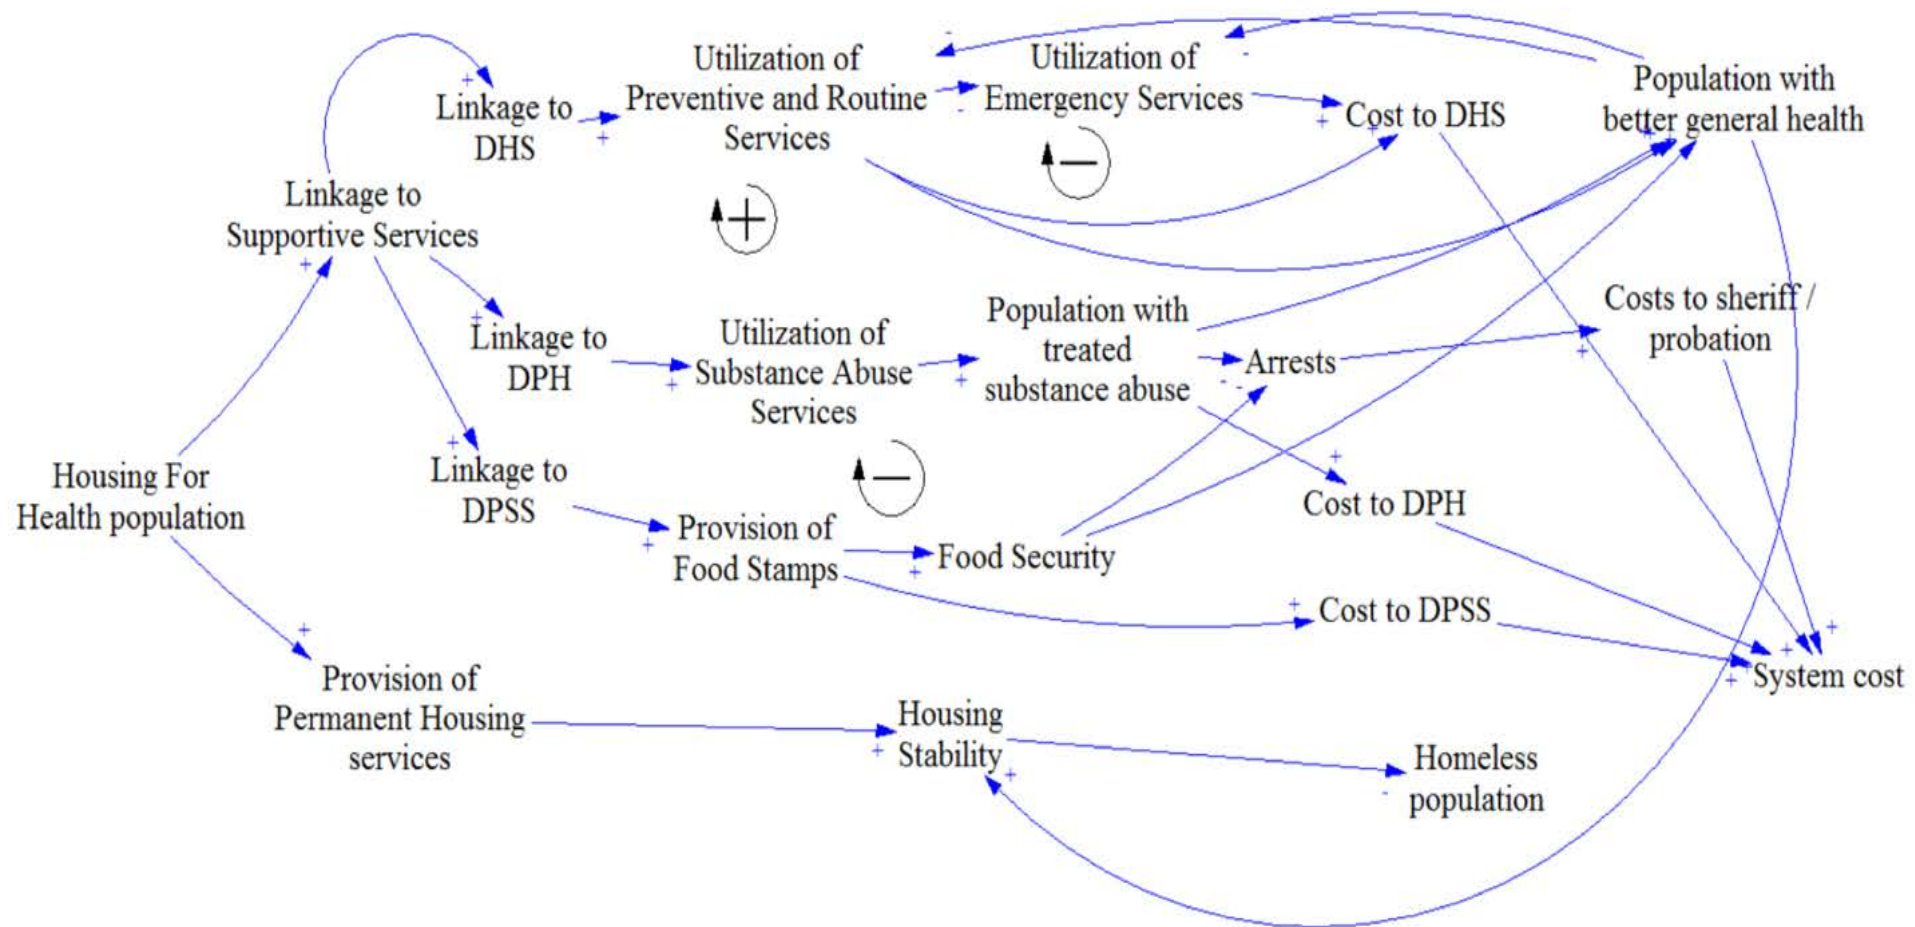 Utilization of
Preventive and Routine
Services
Utilization of
Emergency Services
Population with
better general health
Linkage to
DHS
Cost to DHS
Linkage to
Supportive Services
Linkage to
DPH
Utilization of
Substance Abuse
Services
Population with
treated
substance abuse
Arrests
Costs to sheriff /
probation
Housing For
Health population
Linkage to
DPSS
Provision of
Food Stamps
Food Security
Cost to DPH
Cost to DPSS
System cost
Provision of
Permanent Housing
services
Housing
Stability
Homeless
population